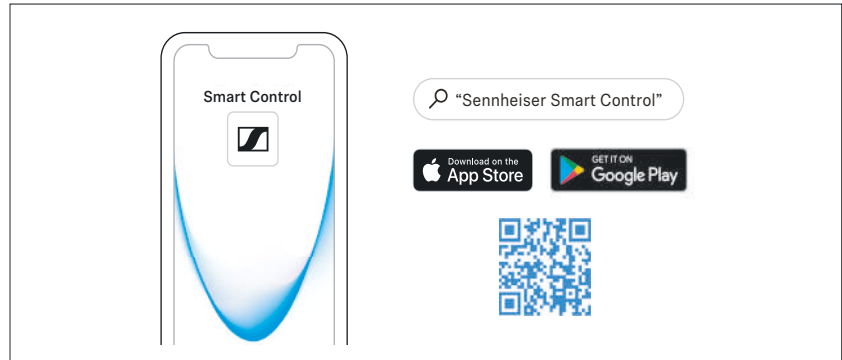 Smart Control
“Sennheiser Smart Control”
Download on the
App Store
GET IT ON
Google Play